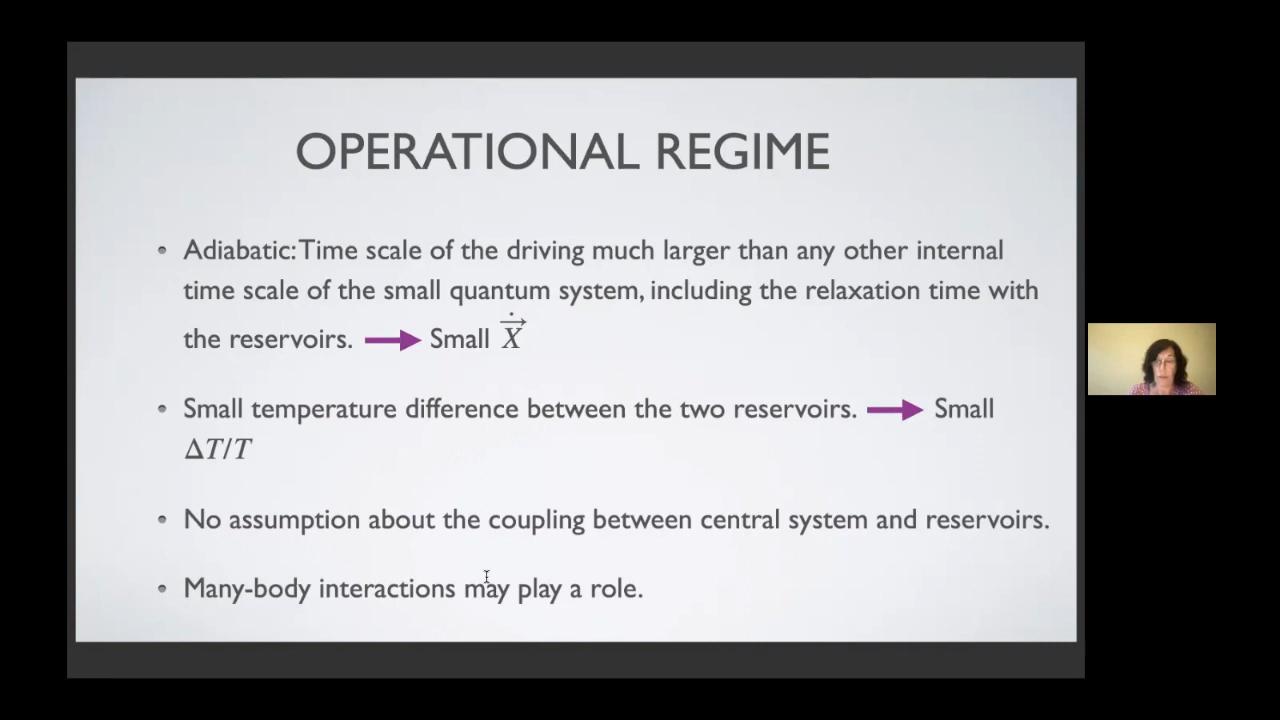 OPERATIONAL REGIME
• Adiabatic: Time scale of the driving much larger than any other internal
time scale of the small quantum system, including the relaxation time with
the reservoirs. → Small $\dot{\overrightarrow{X}}$
• Small temperature difference between the two reservoirs. → Small
ΔT/T
• No assumption about the coupling between central system and reservoirs.
• Many-body interactions may play a role.